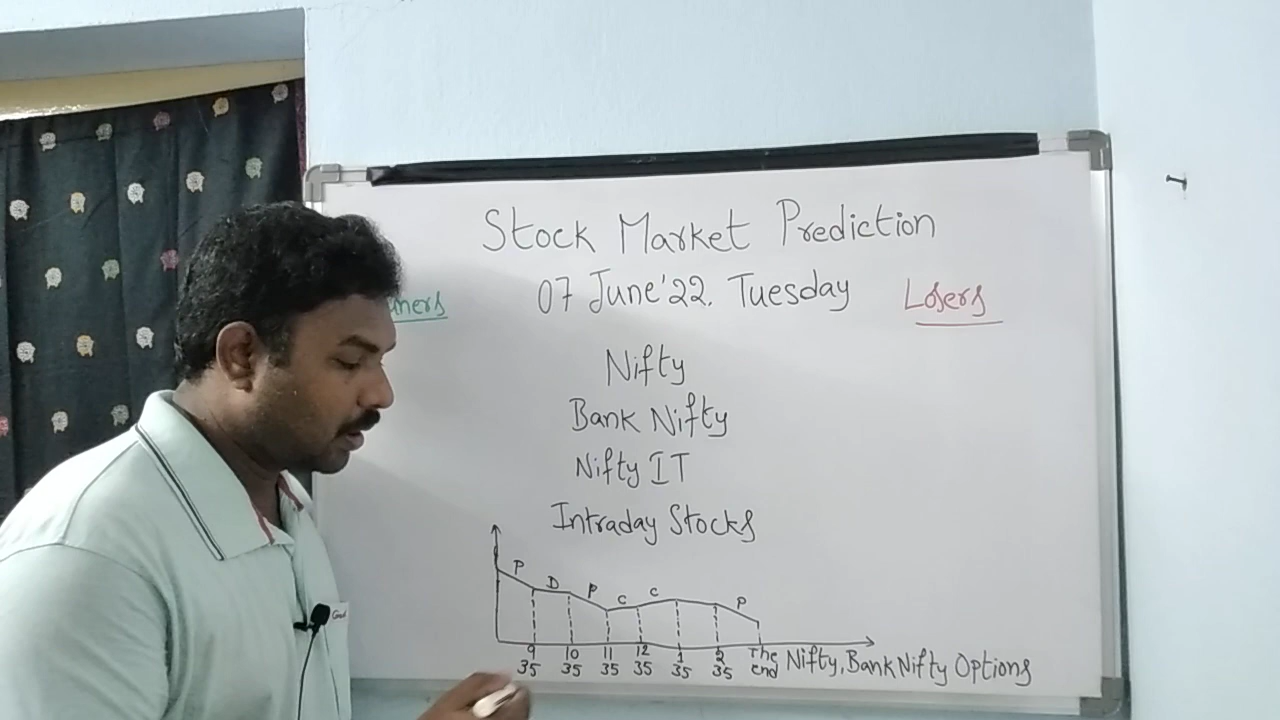 Stock Market Prediction
07 June'22. Tuesday
Losers
Nifty
Bank Nifty
Nifty IT
Intraday Stocks
P D P C C P
9 35 10 35 11 35 12 35 1 35 2 35 The end
Nifty, Bank Nifty Options